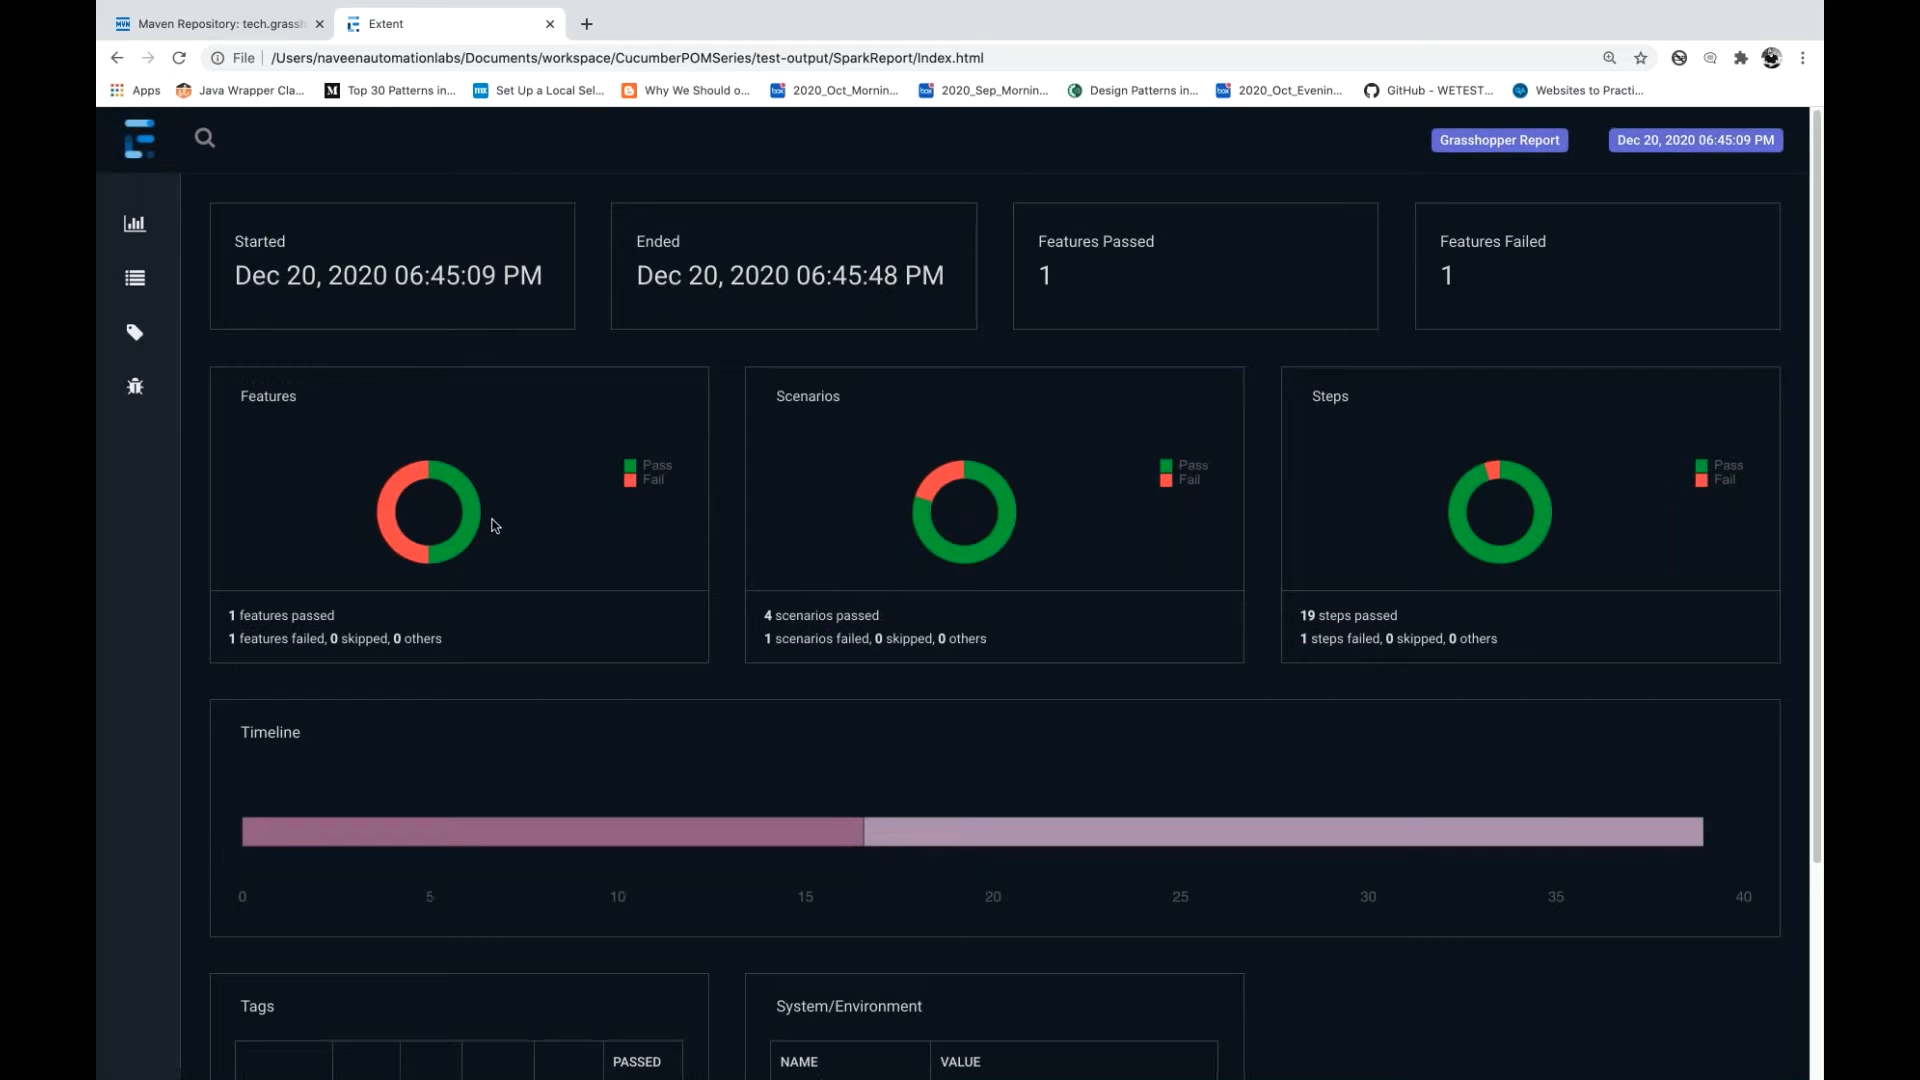 MVN Maven Repository: tech.grassh
Extent
File /Users/naveenautomationlabs/Documents/workspace/CucumberPOMSeries/test-output/SparkReport/Index.html
Apps Java Wrapper Cla... Top 30 Patterns in... Set Up a Local Sel... Why We Should o... 2020_Oct_Mornin... 2020_Sep_Mornin... Design Patterns in... 2020_Oct_Evenin... GitHub - WETEST... Websites to Practi...
Grasshopper Report Dec 20, 2020 06:45:09 PM
Started Ended Features Passed Features Failed
Dec 20, 2020 06:45:09 PM Dec 20, 2020 06:45:48 PM 1 1
Features Scenarios Steps
Pass Pass Pass
Fail Fail Fail
1 features passed 4 scenarios passed 19 steps passed
1 features failed, 0 skipped, 0 others 1 scenarios failed, 0 skipped, 0 others 1 steps failed, 0 skipped, 0 others
Timeline
0 5 10 15 20 25 30 35 40
Tags System/Environment
PASSED NAME VALUE